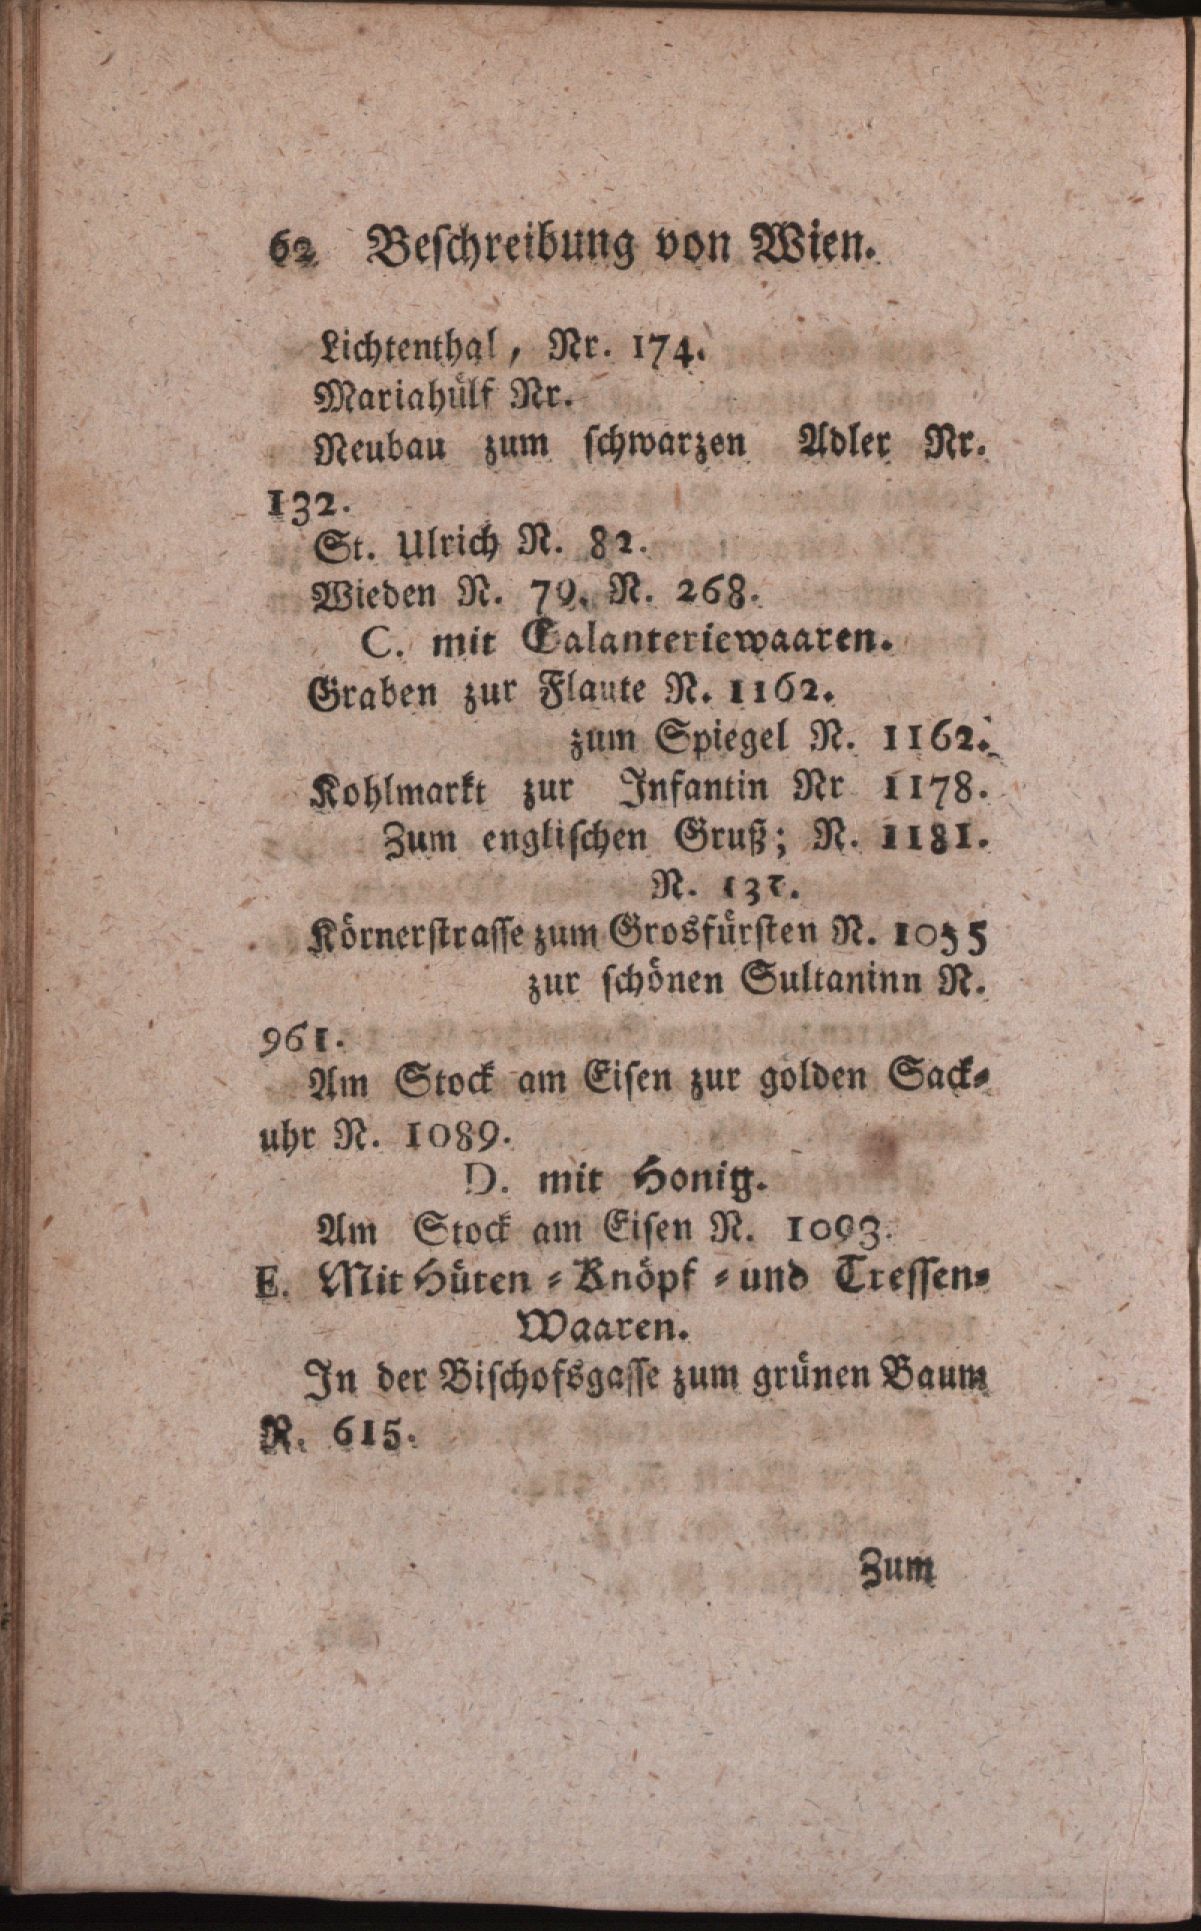 62 Beschreibung von Wien.
Lichtenthal, Nr. 174.
Mariahülf Nr.
Neubau zum schwarzen Adler Nr.
132.
St. Ulrich N. 82.
Wieden N. 79. N. 268.
C. mit Galanteriewaaren.
Graben zur Flaute N. 1162.
zum Spiegel N. 1162.
Kohlmarkt zur Infantin Nr 1178.
Zum englischen Gruß; N. 1181.
N. 131.
Körnerstrasse zum Grosfürsten N. 1055
zur schönen Sultaninn N.
961.
Am Stock am Eisen zur golden Sack-
uhr N. 1089.
D. mit Honig.
Am Stock am Eisen N. 1093.
E. Mit Hüten - Knöpf - und Tressen-
Waaren.
In der Bischofsgasse zum grünen Baum
N. 615.
Zum